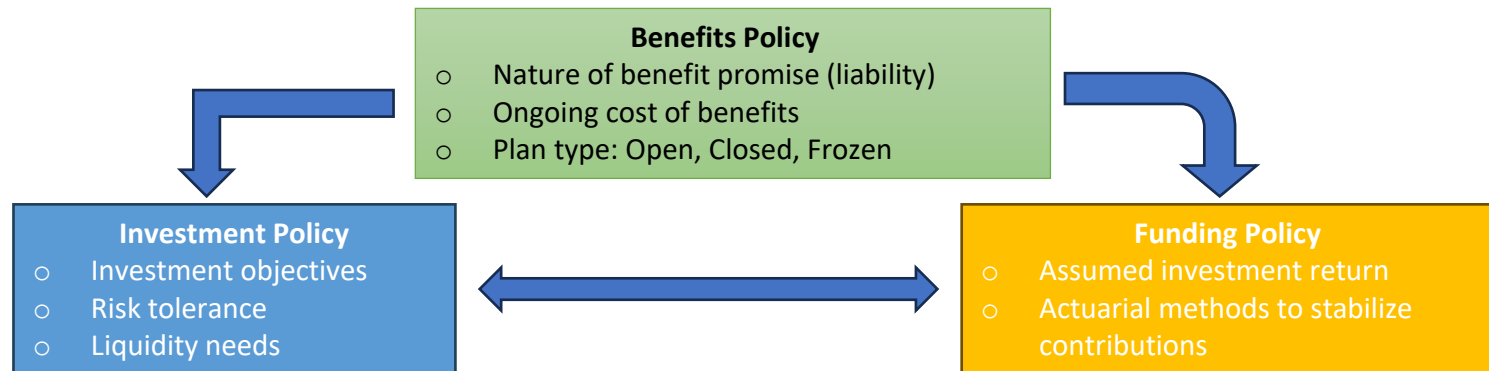 Benefits Policy
o Nature of benefit promise (liability)
o Ongoing cost of benefits
o Plan type: Open, Closed, Frozen
Investment Policy
o Investment objectives
o Risk tolerance
o Liquidity needs
Funding Policy
o Assumed investment return
o Actuarial methods to stabilize
contributions